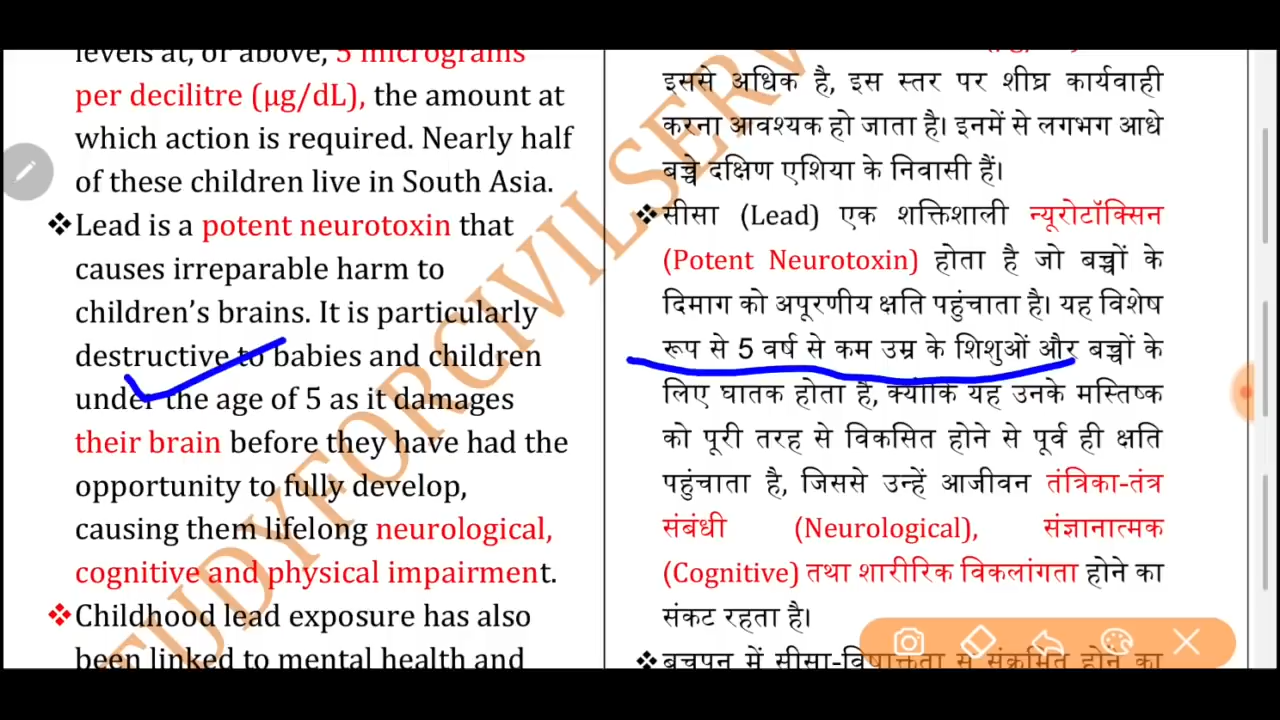 levels at, or above, 5 micrograms
per decilitre (µg/dL), the amount at
which action is required. Nearly half
of these children live in South Asia.
❖Lead is a potent neurotoxin that
causes irreparable harm to
children’s brains. It is particularly
destructive to babies and children
under the age of 5 as it damages
their brain before they have had the
opportunity to fully develop,
causing them lifelong neurological,
cognitive and physical impairment.
❖Childhood lead exposure has also
been linked to mental health and
इससे अधिक है, इस स्तर पर शीघ्र कार्यवाही
करना आवश्यक हो जाता है। इनमें से लगभग आधे
बच्चे दक्षिण एशिया के निवासी हैं।
❖सीसा (Lead) एक शक्तिशाली न्यूरोटॉक्सिन
(Potent Neurotoxin) होता है जो बच्चों के
दिमाग को अपूरणीय क्षति पहुंचाता है। यह विशेष
रूप से 5 वर्ष से कम उम्र के शिशुओं और बच्चों के
लिए घातक होता है, क्योंकि यह उनके मस्तिष्क
को पूरी तरह से विकसित होने से पूर्व ही क्षति
पहुंचाता है, जिससे उन्हें आजीवन तंत्रिका-तंत्र
संबंधी (Neurological), संज्ञानात्मक
(Cognitive) तथा शारीरिक विकलांगता होने का
संकट रहता है।
❖बचपन में सीसा-विषाक्तता से संक्रमित होने का
STUDYFORCIVILSERV